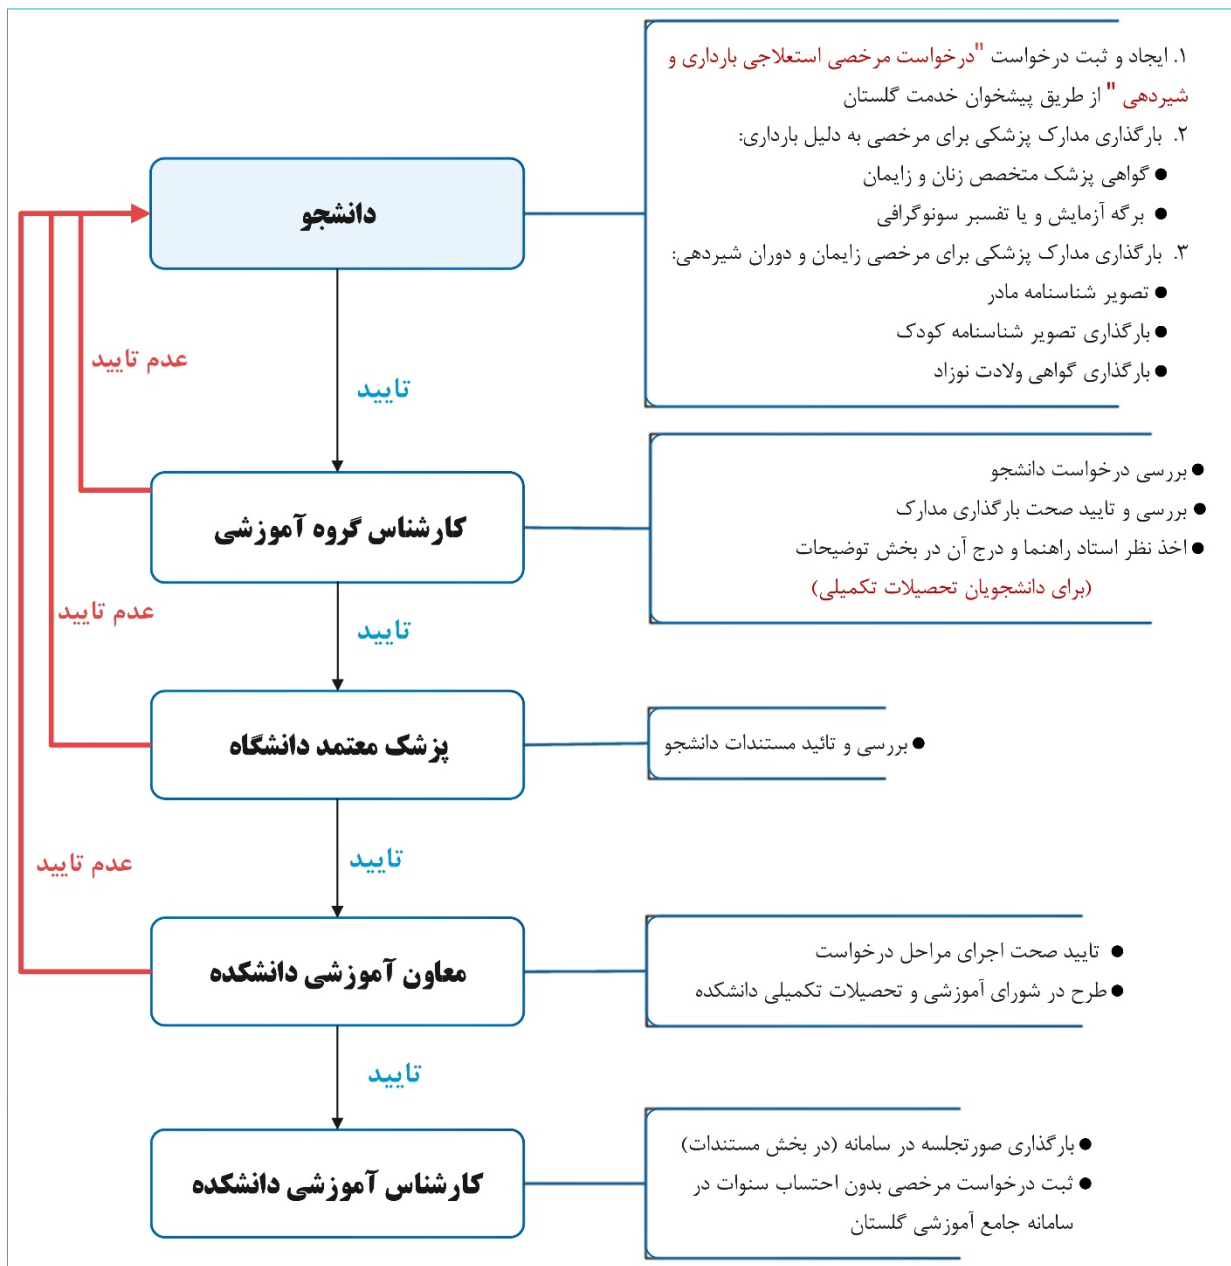 ۱. ایجاد و ثبت درخواست "درخواست مرخصی استعلاجی بارداری و
شیردهی " از طریق پیشخوان خدمت گلستان
۲. بارگذاری مدارک پزشکی برای مرخصی به دلیل بارداری:
● گواهی پزشک متخصص زنان و زایمان
● برگه آزمایش و یا تفسبر سونوگرافی
۳. بارگذاری مدارک پزشکی برای مرخصی زایمان و دوران شیردهی:
● تصویر شناسنامه مادر
● بارگذاری تصویر شناسنامه کودک
● بارگذاری گواهی ولادت نوزاد
دانشجو
عدم تایید
تایید
● بررسی درخواست دانشجو
● بررسی و تایید صحت بارگذاری مدارک
● اخذ نظر استاد راهنما و درج آن در بخش توضیحات
(برای دانشجویان تحصیلات تکمیلی)
کارشناس گروه آموزشی
عدم تایید
تایید
● بررسی و تائید مستندات دانشجو
پزشک معتمد دانشگاه
عدم تایید
تایید
● تایید صحت اجرای مراحل درخواست
● طرح در شورای آموزشی و تحصیلات تکمیلی دانشکده
معاون آموزشی دانشکده
تایید
● بارگذاری صورتجلسه در سامانه (در بخش مستندات)
● ثبت درخواست مرخصی بدون احتساب سنوات در
سامانه جامع آموزشی گلستان
کارشناس آموزشی دانشکده